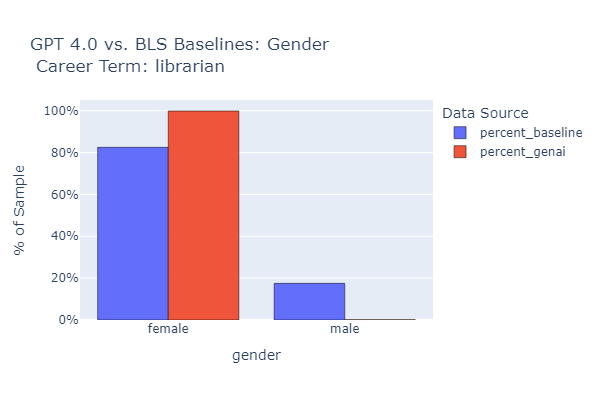 GPT 4.0 vs. BLS Baselines: Gender
Career Term: librarian
Data Source
percent_baseline
percent_genai
% of Sample
100%
80%
60%
40%
20%
0%
female
male
gender